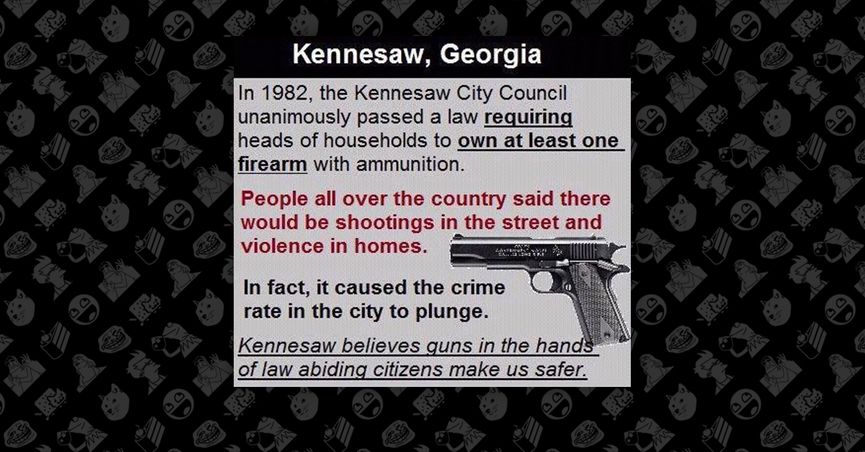 Kennesaw, Georgia
In 1982, the Kennesaw City Council
unanimously passed a law requiring
heads of households to own at least one
firearm with ammunition.
People all over the country said there
would be shootings in the street and
violence in homes.
In fact, it caused the crime
rate in the city to plunge.
Kennesaw believes guns in the hands
of law abiding citizens make us safer.